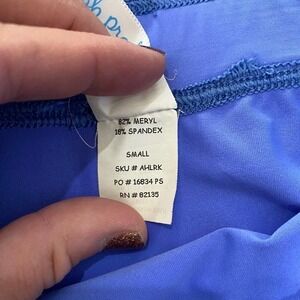 82% MERYL
18% SPANDEX
SMALL
SKU # AHLRK
PO # 16834 PS
RN # 82135